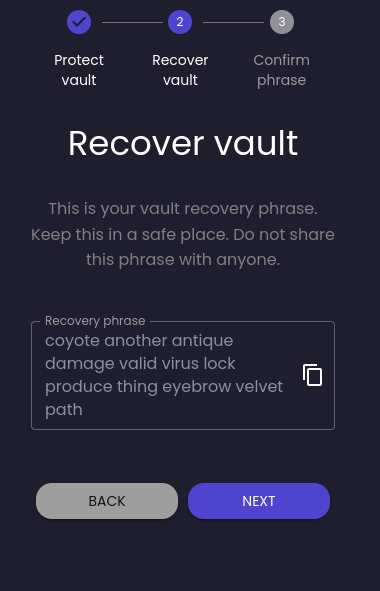 2
3
Protect
vault
Recover
vault
Confirm
phrase
Recover vault
This is your vault recovery phrase.
Keep this in a safe place. Do not share
this phrase with anyone.
Recovery phrase
coyote another antique
damage valid virus lock
produce thing eyebrow velvet
path
BACK
NEXT